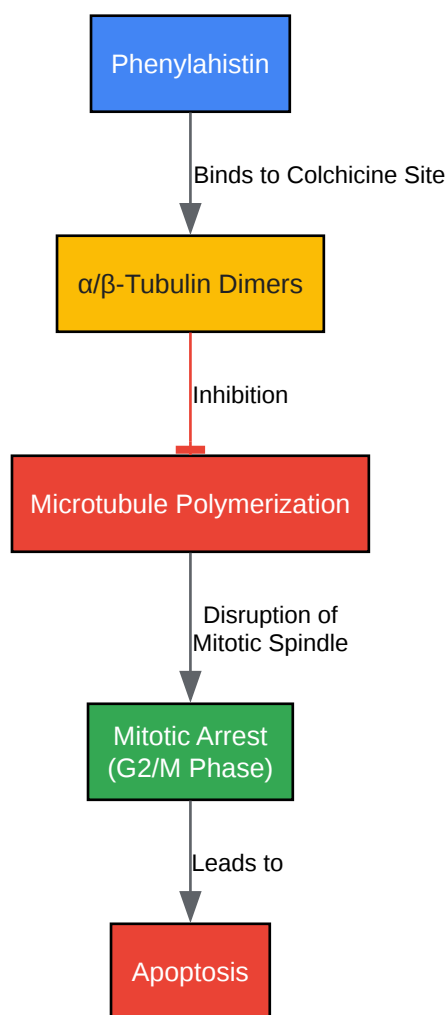 Phenylahistin
Binds to Colchicine Site
α/β-Tubulin Dimers
Inhibition
Microtubule Polymerization
Disruption of
Mitotic Spindle
Mitotic Arrest
(G2/M Phase)
Leads to
Apoptosis